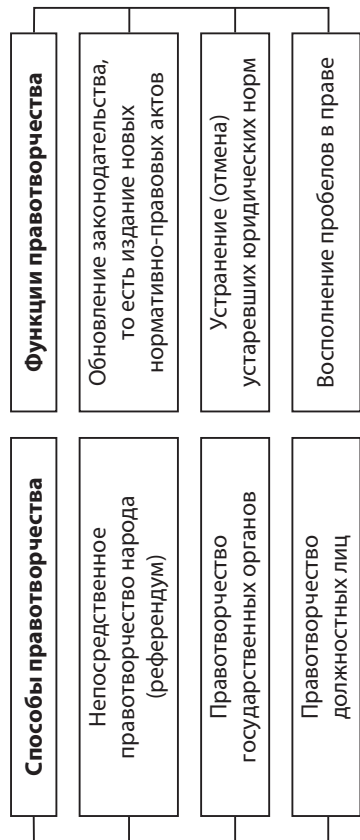 Способы правотворчества
Непосредственное
правотворчество народа
(референдум)
Правотворчество
государственных органов
Правотворчество
должностных лиц
Функции правотворчества
Обновление законодательства,
то есть издание новых
нормативно-правовых актов
Устранение (отмена)
устаревших юридических норм
Восполнение пробелов в праве